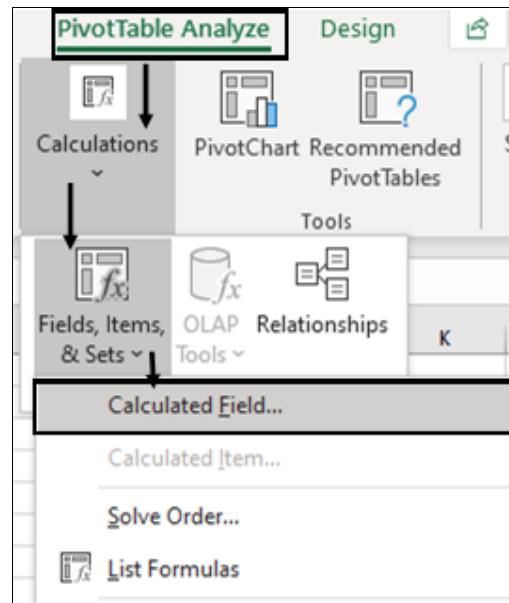 PivotTable Analyze Design
Calculations
PivotChart Recommended
PivotTables
Tools
fx
Fields, Items,
& Sets
OLAP
Tools
Relationships
K
Calculated Field...
Calculated Item...
Solve Order...
List Formulas